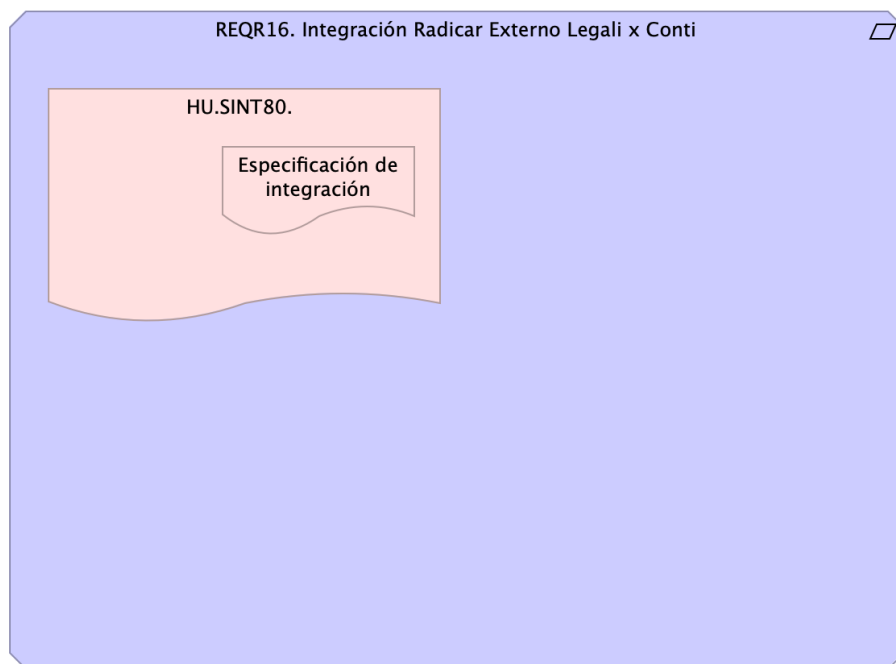 REQR16. Integración Radicar Externo Legali x Conti
HU.SINT80.
Especificación de
integración